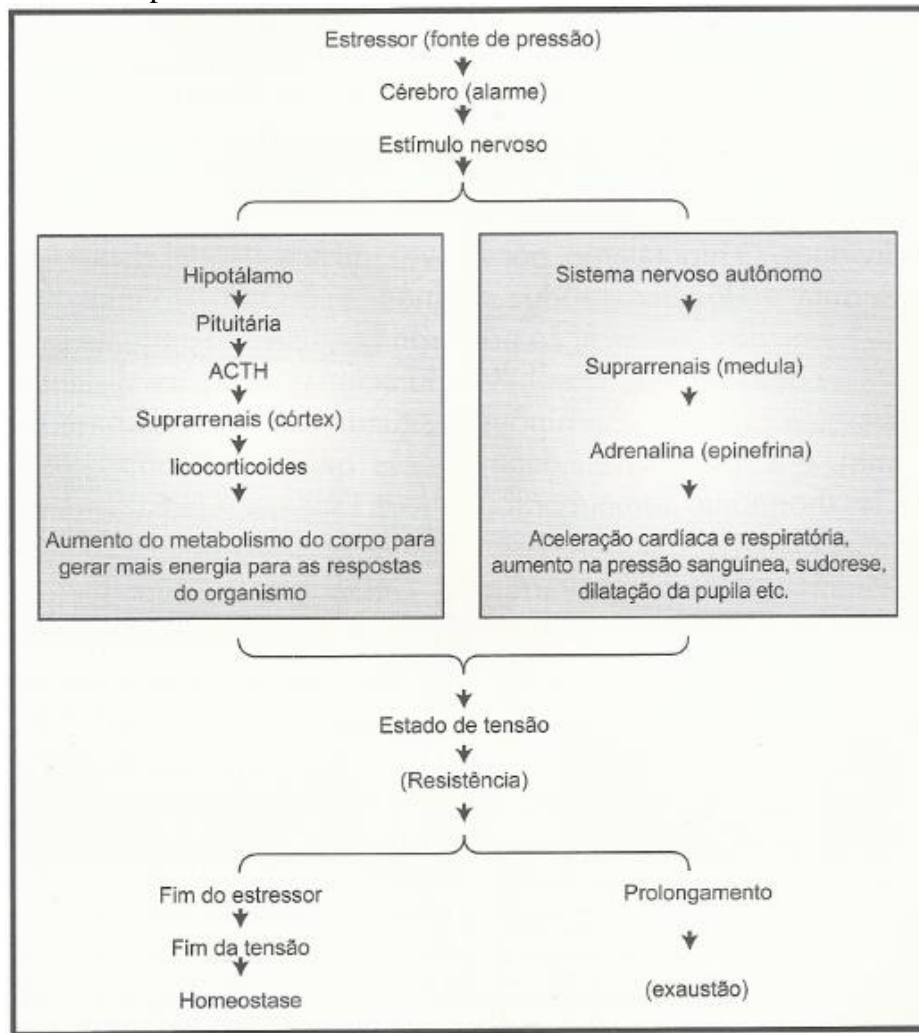 Estressor (fonte de pressão)
Cérebro (alarme)
Estímulo nervoso
Hipotálamo
Pituitária
ACTH
Suprarrenais (córtex)
licocorticoides
Aumento do metabolismo do corpo para
gerar mais energia para as respostas
do organismo
Sistema nervoso autônomo
Suprarrenais (medula)
Adrenalina (epinefrina)
Aceleração cardíaca e respiratória,
aumento na pressão sanguínea, sudorese,
dilatação da pupila etc.
Estado de tensão
(Resistência)
Fim do estressor
Fim da tensão
Homeostase
Prolongamento
(exaustão)